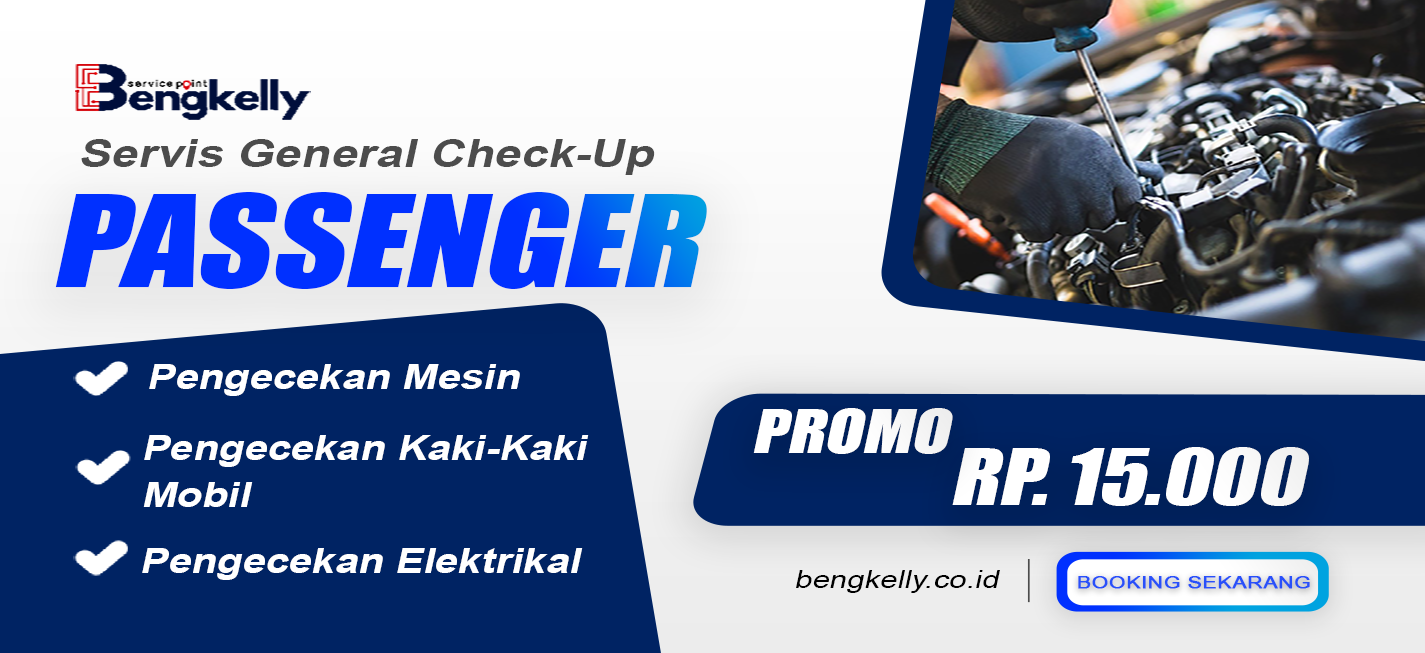 service point
Bengkelly
Servis General Check-Up
PASSENGER
Pengecekan Mesin
Pengecekan Kaki-Kaki
Mobil
Pengecekan Elektrikal
PROMO
RP. 15.000
bengkelly.co.id
BOOKING SEKARANG